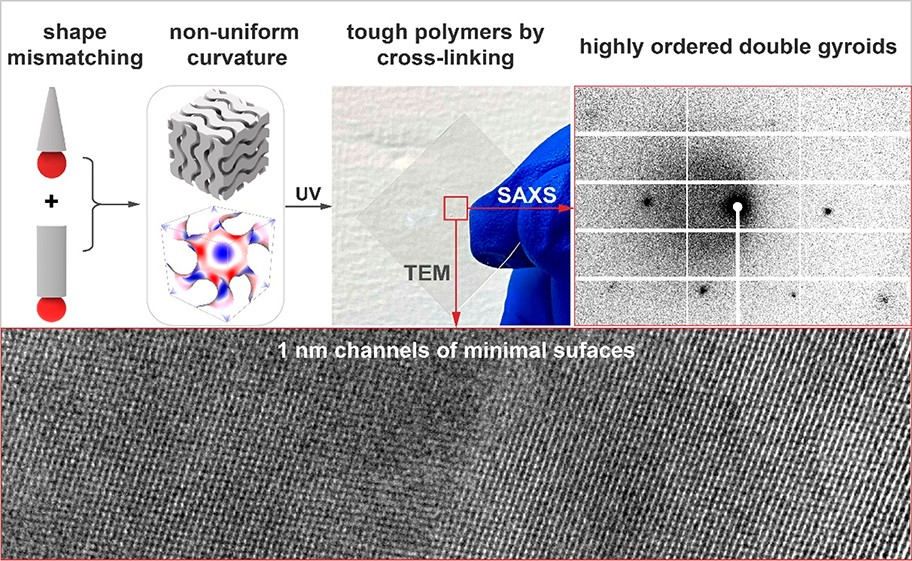 shape
mismatching
non-uniform
curvature
tough polymers by
cross-linking
highly ordered double gyroids
+
UV
SAXS
TEM
1 nm channels of minimal sufaces